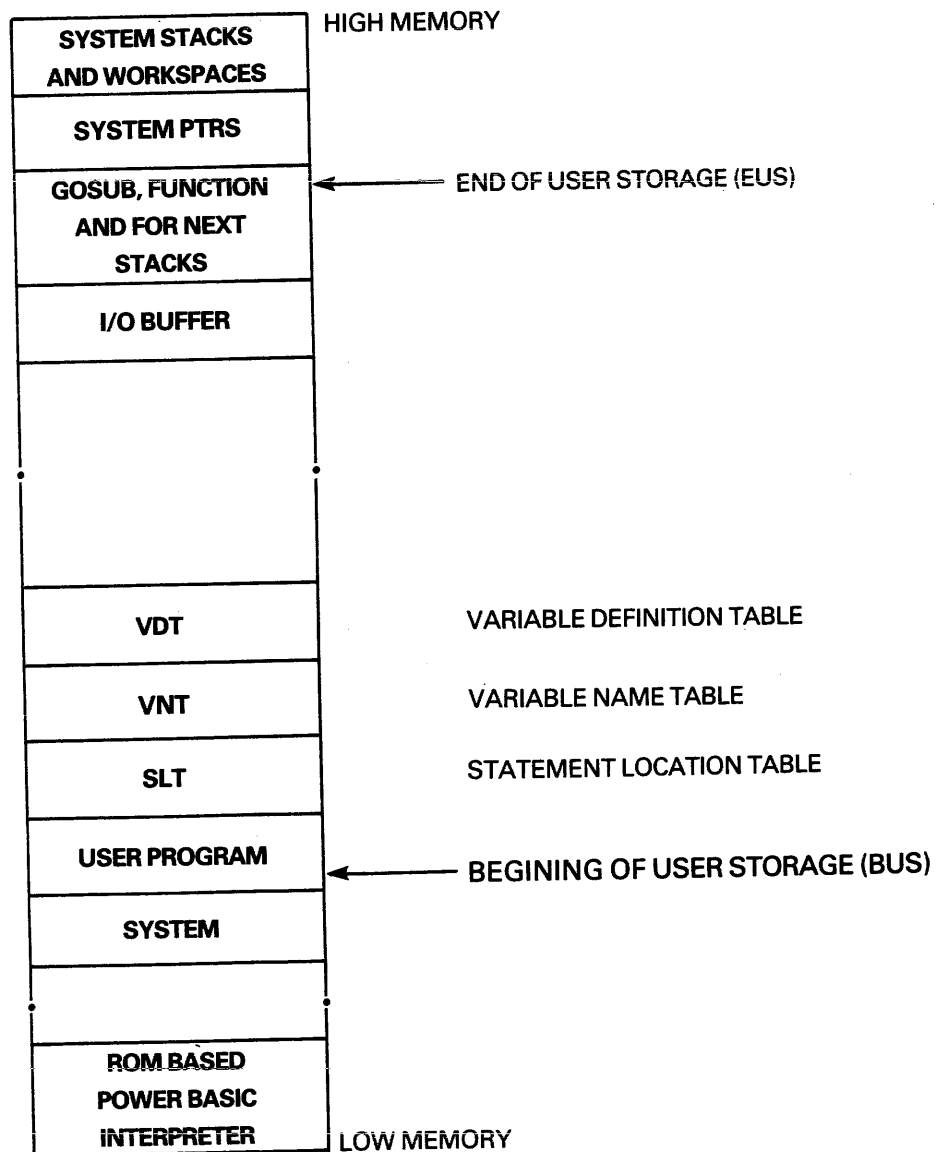 HIGH MEMORY
SYSTEM STACKS
AND WORKSPACES
SYSTEM PTRS
GOSUB, FUNCTION
AND FOR NEXT
STACKS
END OF USER STORAGE (EUS)
I/O BUFFER
VDT
VARIABLE DEFINITION TABLE
VNT
VARIABLE NAME TABLE
SLT
STATEMENT LOCATION TABLE
USER PROGRAM
BEGINING OF USER STORAGE (BUS)
SYSTEM
ROM BASED
POWER BASIC
INTERPRETER
LOW MEMORY